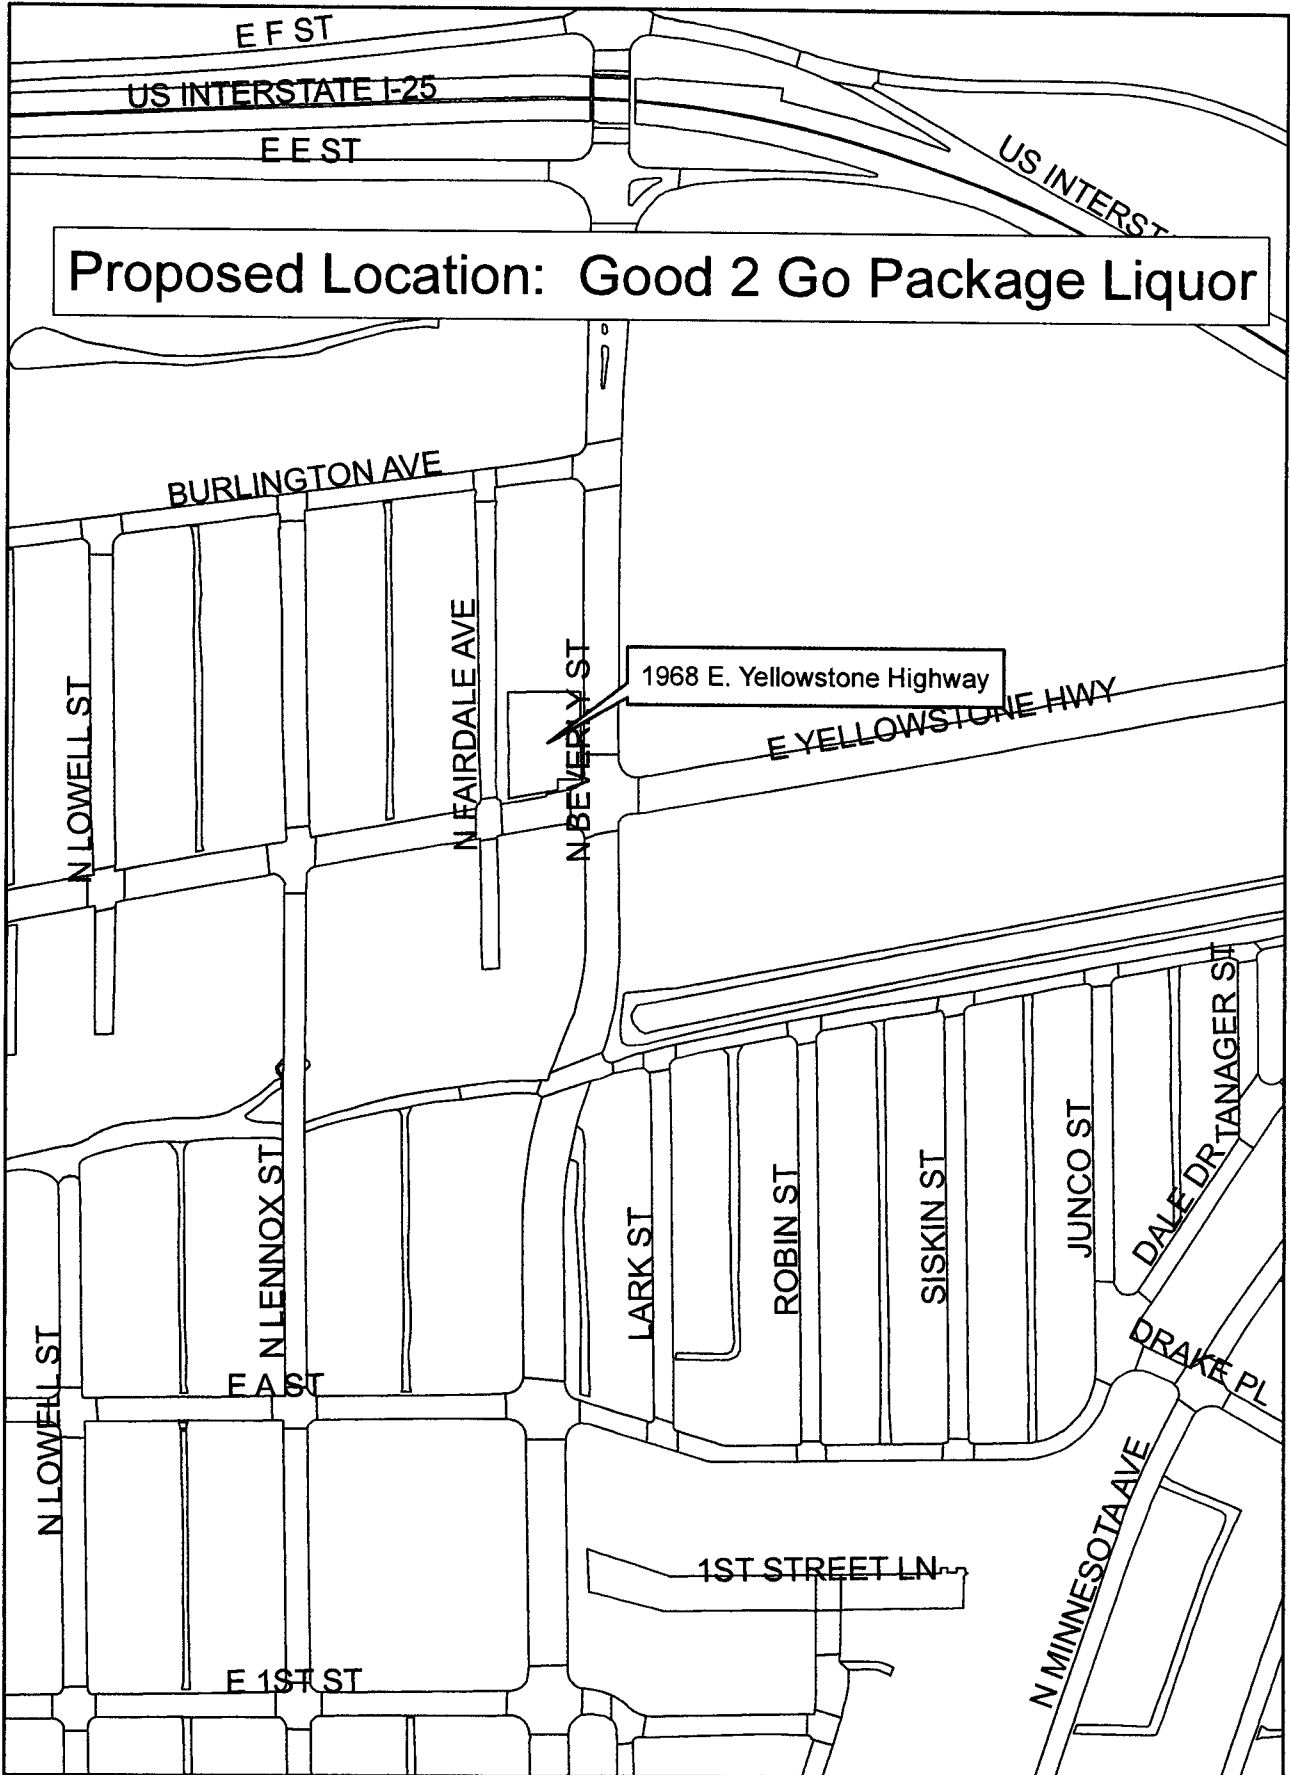 E F ST
US INTERSTATE I-25
E E ST
US INTERST
Proposed Location: Good 2 Go Package Liquor
BURLINGTON AVE
N LOWELL ST
N FAIRDALE AVE
N BEVERLY ST
1968 E. Yellowstone Highway
E YELLOWSTONE HWY
N LENNOX ST
LARK ST
ROBIN ST
SISKIN ST
JUNCO ST
DALE DR
TANAGER ST
N LOWELL ST
E A ST
DRAKE PL
N MINNESOTA AVE
1ST STREET LN
E 1ST ST